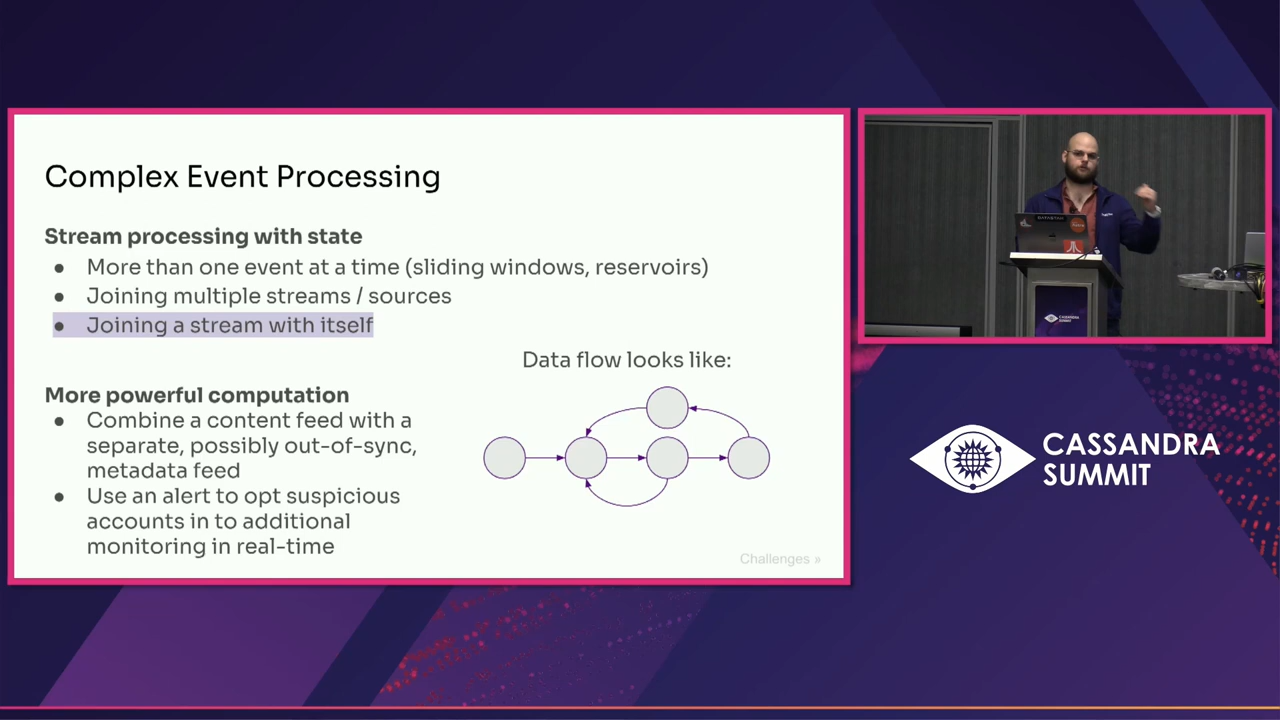 Complex Event Processing
Stream processing with state
● More than one event at a time (sliding windows, reservoirs)
● Joining multiple streams / sources
● Joining a stream with itself
Data flow looks like:
More powerful computation
● Combine a content feed with a
separate, possibly out-of-sync,
metadata feed
● Use an alert to opt suspicious
accounts in to additional
monitoring in real-time
Challenges »
CASSANDRA
SUMMIT